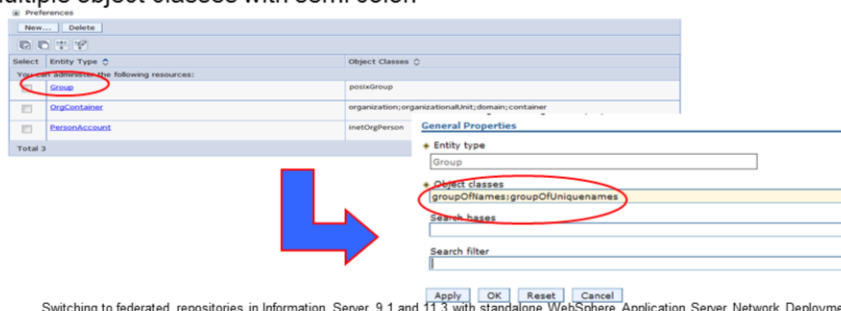 multiple object classes with semi colon
Preferences
New... Delete
Select Entity Type Object Classes
You can administer the following resources:
Group posixGroup
OrgContainer organization;organizationalUnit;domain;container
PersonAccount inetOrgPerson
Total 3
General Properties
Entity type
Group
Object classes
groupOfNames;groupOfUniquenames
Search bases
Search filter
Apply OK Reset Cancel
Switching to federated repositories in Information Server 9.1 and 11.3 with standalone WebSphere Application Server Network Deployme